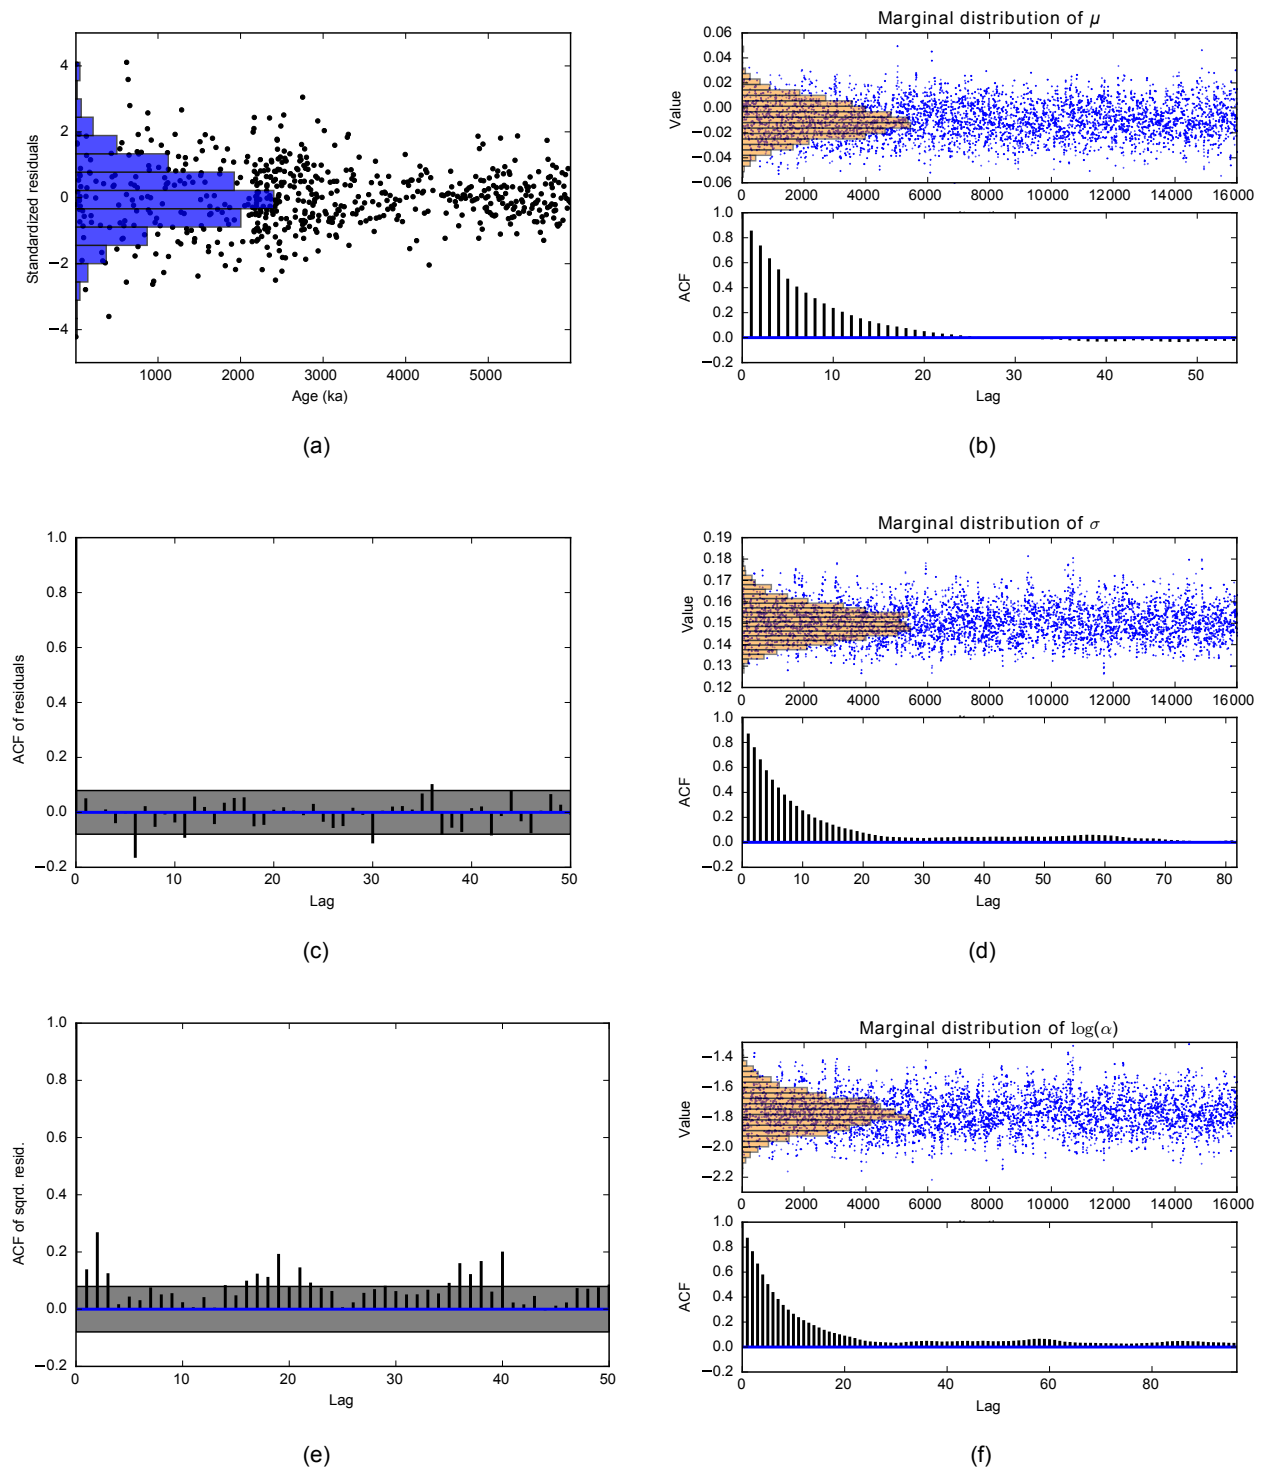 4
2
0
−2
−4
Standardized residuals
1000 2000 3000 4000 5000
Age (ka)
(a)
Marginal distribution of μ
0.06
0.04
0.02
0.00
−0.02
−0.04
−0.06
Value
0 2000 4000 6000 8000 10000 12000 14000 16000
1.0
0.8
0.6
0.4
0.2
0.0
−0.2
ACF
0 10 20 30 40 50
Lag
(b)
1.0
0.8
0.6
0.4
0.2
0.0
−0.2
ACF of residuals
0 10 20 30 40 50
Lag
(c)
Marginal distribution of σ
0.19
0.18
0.17
0.16
0.15
0.14
0.13
0.12
Value
0 2000 4000 6000 8000 10000 12000 14000 16000
1.0
0.8
0.6
0.4
0.2
0.0
−0.2
ACF
0 10 20 30 40 50 60 70 80
Lag
(d)
1.0
0.8
0.6
0.4
0.2
0.0
−0.2
ACF of sqrd. resid.
0 10 20 30 40 50
Lag
(e)
Marginal distribution of log(α)
−1.4
−1.6
−1.8
−2.0
−2.2
Value
0 2000 4000 6000 8000 10000 12000 14000 16000
1.0
0.8
0.6
0.4
0.2
0.0
−0.2
ACF
0 20 40 60 80
Lag
(f)